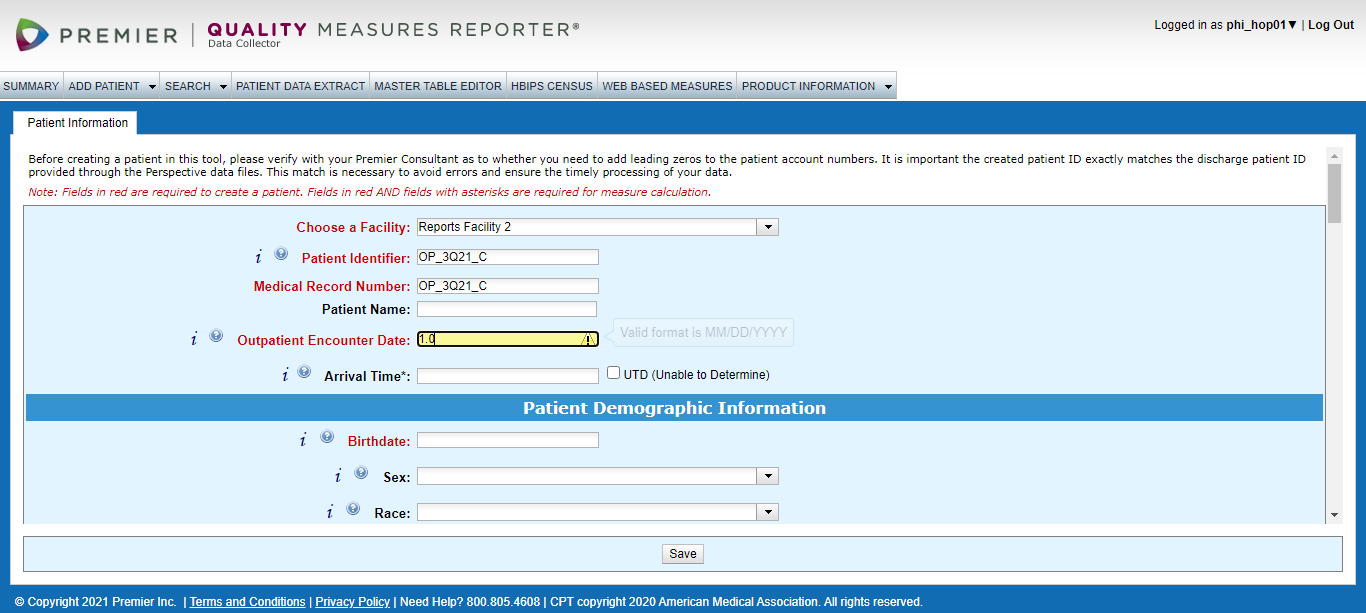 PREMIER
QUALITY MEASURES REPORTER®
Data Collector
Logged in as phi_hop01▼ | Log Out
SUMMARY ADD PATIENT SEARCH PATIENT DATA EXTRACT MASTER TABLE EDITOR HBIPS CENSUS WEB BASED MEASURES PRODUCT INFORMATION
Patient Information
Before creating a patient in this tool, please verify with your Premier Consultant as to whether you need to add leading zeros to the patient account numbers. It is important the created patient ID exactly matches the discharge patient ID
provided through the Perspective data files. This match is necessary to avoid errors and ensure the timely processing of your data.
Note: Fields in red are required to create a patient. Fields in red AND fields with asterisks are required for measure calculation.
Choose a Facility: Reports Facility 2
i ? Patient Identifier: OP_3Q21_C
Medical Record Number: OP_3Q21_C
Patient Name:
i ? Outpatient Encounter Date: 1.0 Valid format is MM/DD/YYYY
i ? Arrival Time*: UTD (Unable to Determine)
Patient Demographic Information
i ? Birthdate:
i ? Sex:
i ? Race:
Save
© Copyright 2021 Premier Inc. | Terms and Conditions | Privacy Policy | Need Help? 800.805.4608 | CPT copyright 2020 American Medical Association. All rights reserved.